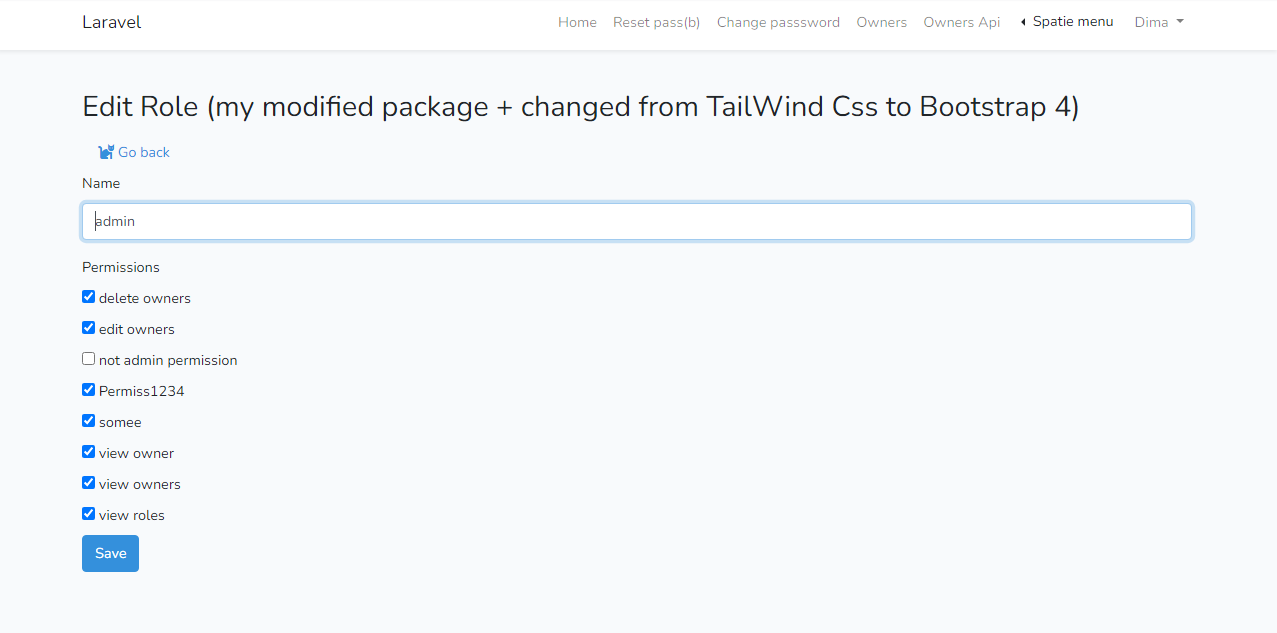 Laravel Home Reset pass(b) Change passsword Owners Owners Api Spatie menu Dima
Edit Role (my modified package + changed from TailWind Css to Bootstrap 4)
Go back
Name
admin
Permissions
delete owners
edit owners
not admin permission
Permiss1234
somee
view owner
view owners
view roles
Save